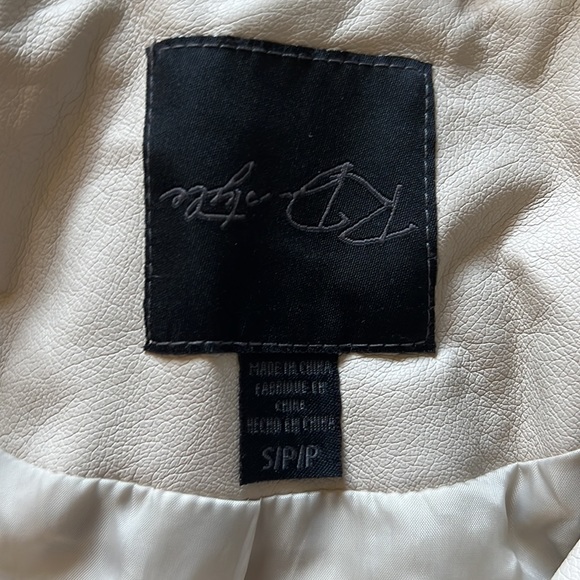 RD style
MADE IN CHINA
FABRIQUE EN
CHINE
HECHO EN CHINA
S/P/P